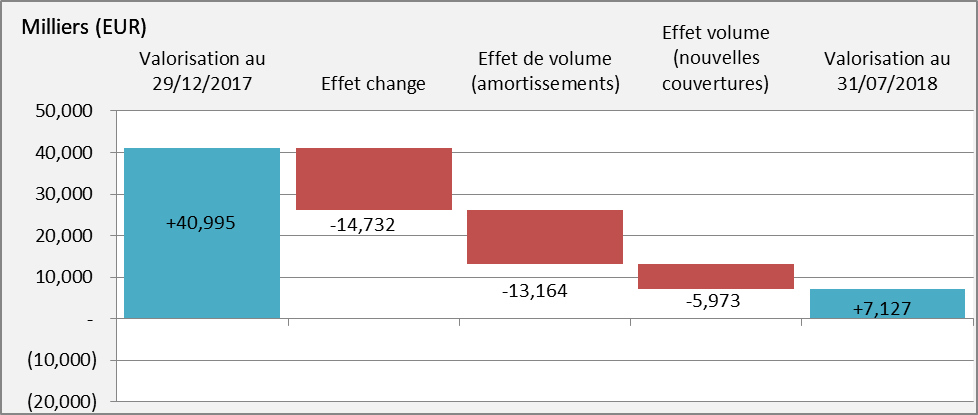 Milliers (EUR)
Valorisation au
29/12/2017
Effet change
Effet de volume
(amortissements)
Effet volume
(nouvelles
couvertures)
Valorisation au
31/07/2018
50,000
40,000
30,000
20,000
10,000
-
(10,000)
(20,000)
+40,995
-14,732
-13,164
-5,973
+7,127